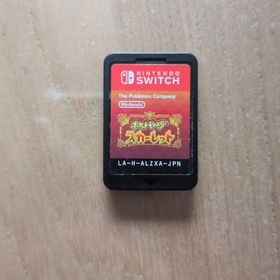 NINTENDO
SWITCH
The Pokémon Company
Nintendo
ポケットモンスター
スカーレット
LA-H-ALZXA-JPN